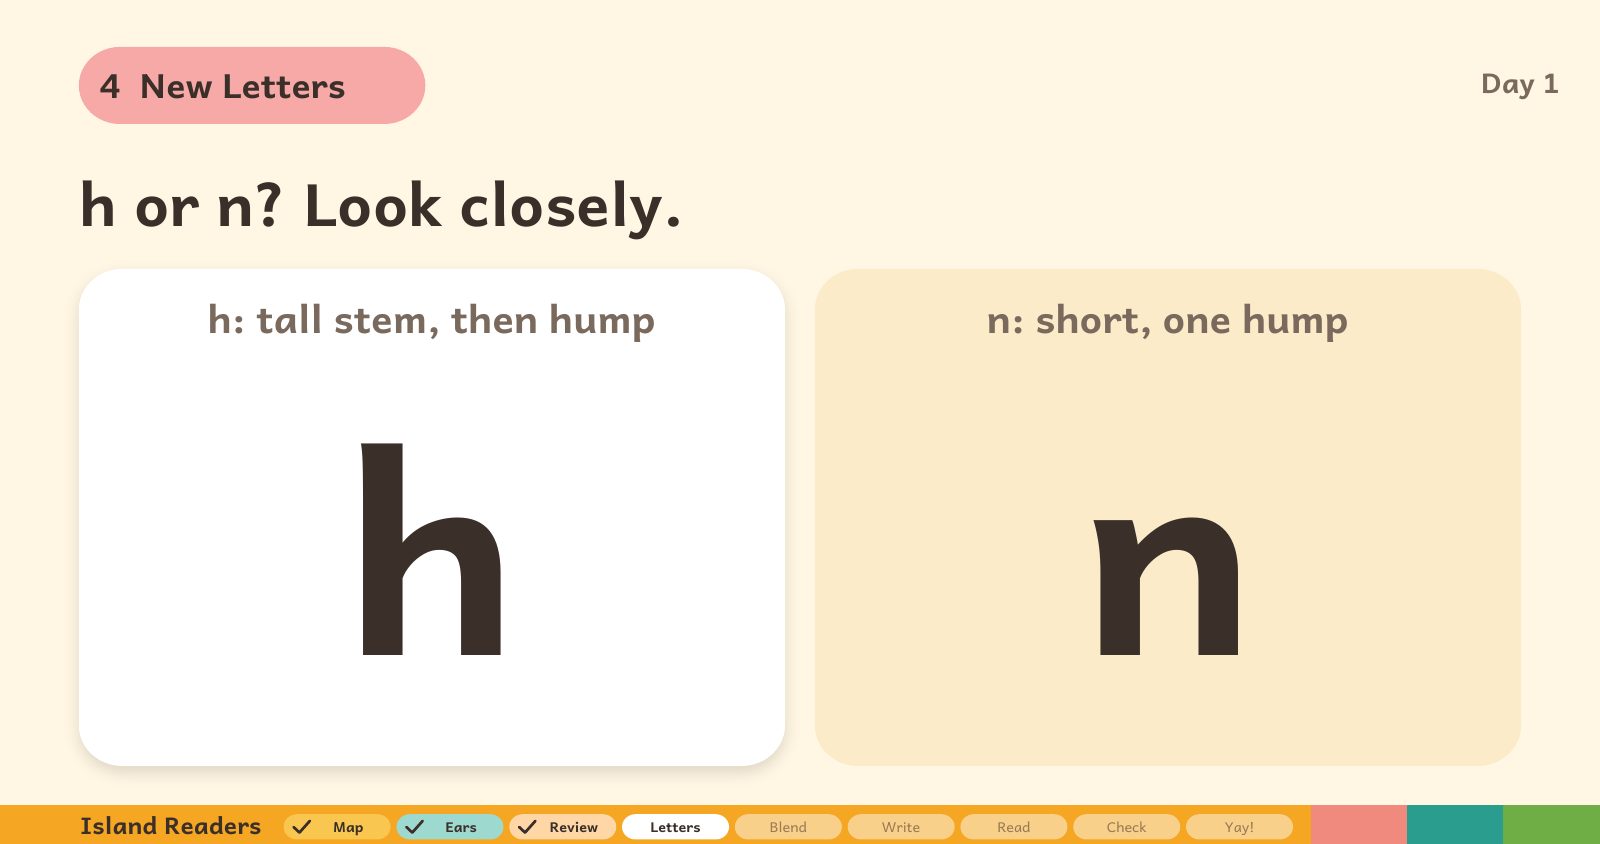 4 New Letters
Day 1
h or n? Look closely.
h: tall stem, then hump
n: short, one hump
h
n
Island Readers
Map
Ears
Review
Letters
Blend
Write
Read
Check
Yay!